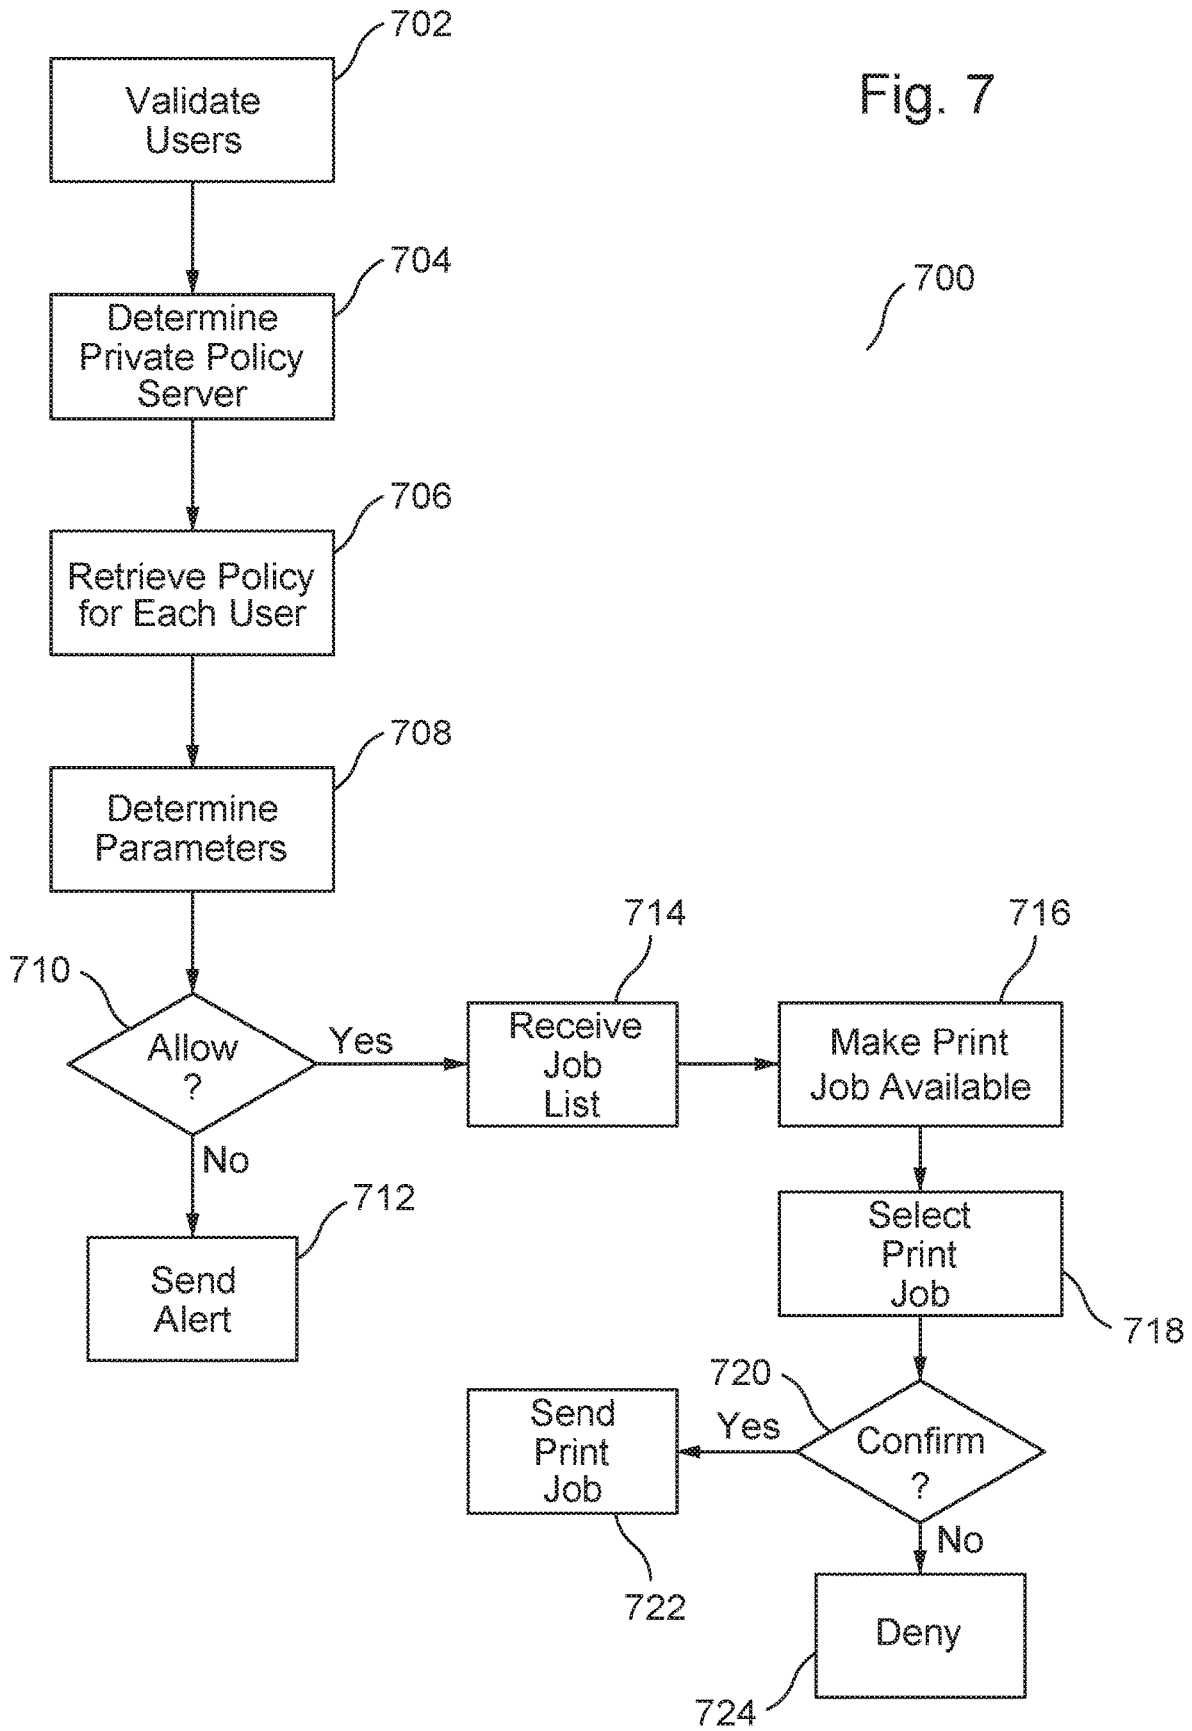 702
Validate
Users
Fig. 7
704
Determine
Private Policy
Server
700
706
Retrieve Policy
for Each User
708
Determine
Parameters
710
Allow
?
Yes
714
Receive
Job
List
716
Make Print
Job Available
No
712
Send
Alert
Select
Print
Job
718
720
Confirm
?
Yes
Send
Print
Job
722
No
Deny
724